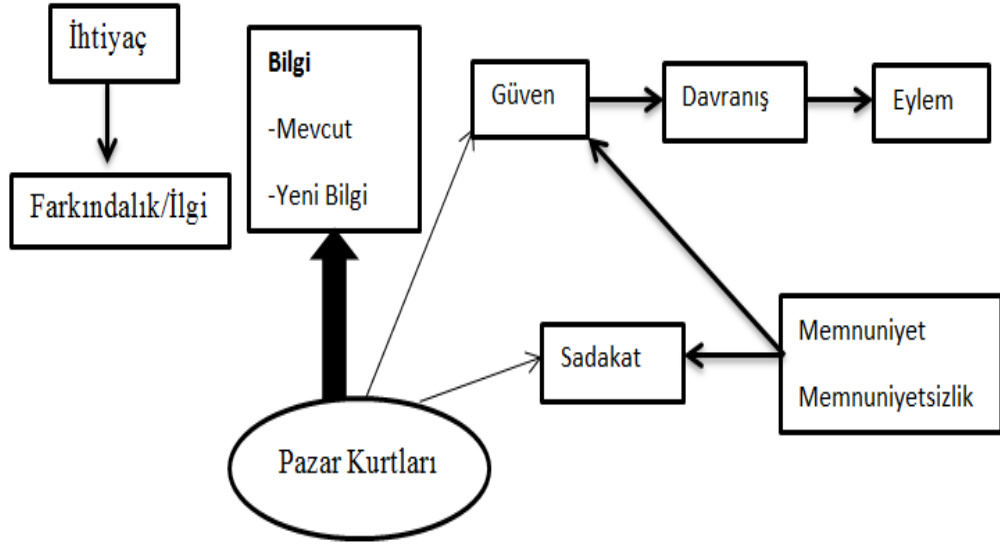 İhtiyaç
Farkındalık/İlgi
Bilgi
-Mevcut
-Yeni Bilgi
Güven
Davranış
Eylem
Sadakat
Memnuniyet
Memnuniyetsizlik
Pazar Kurtları